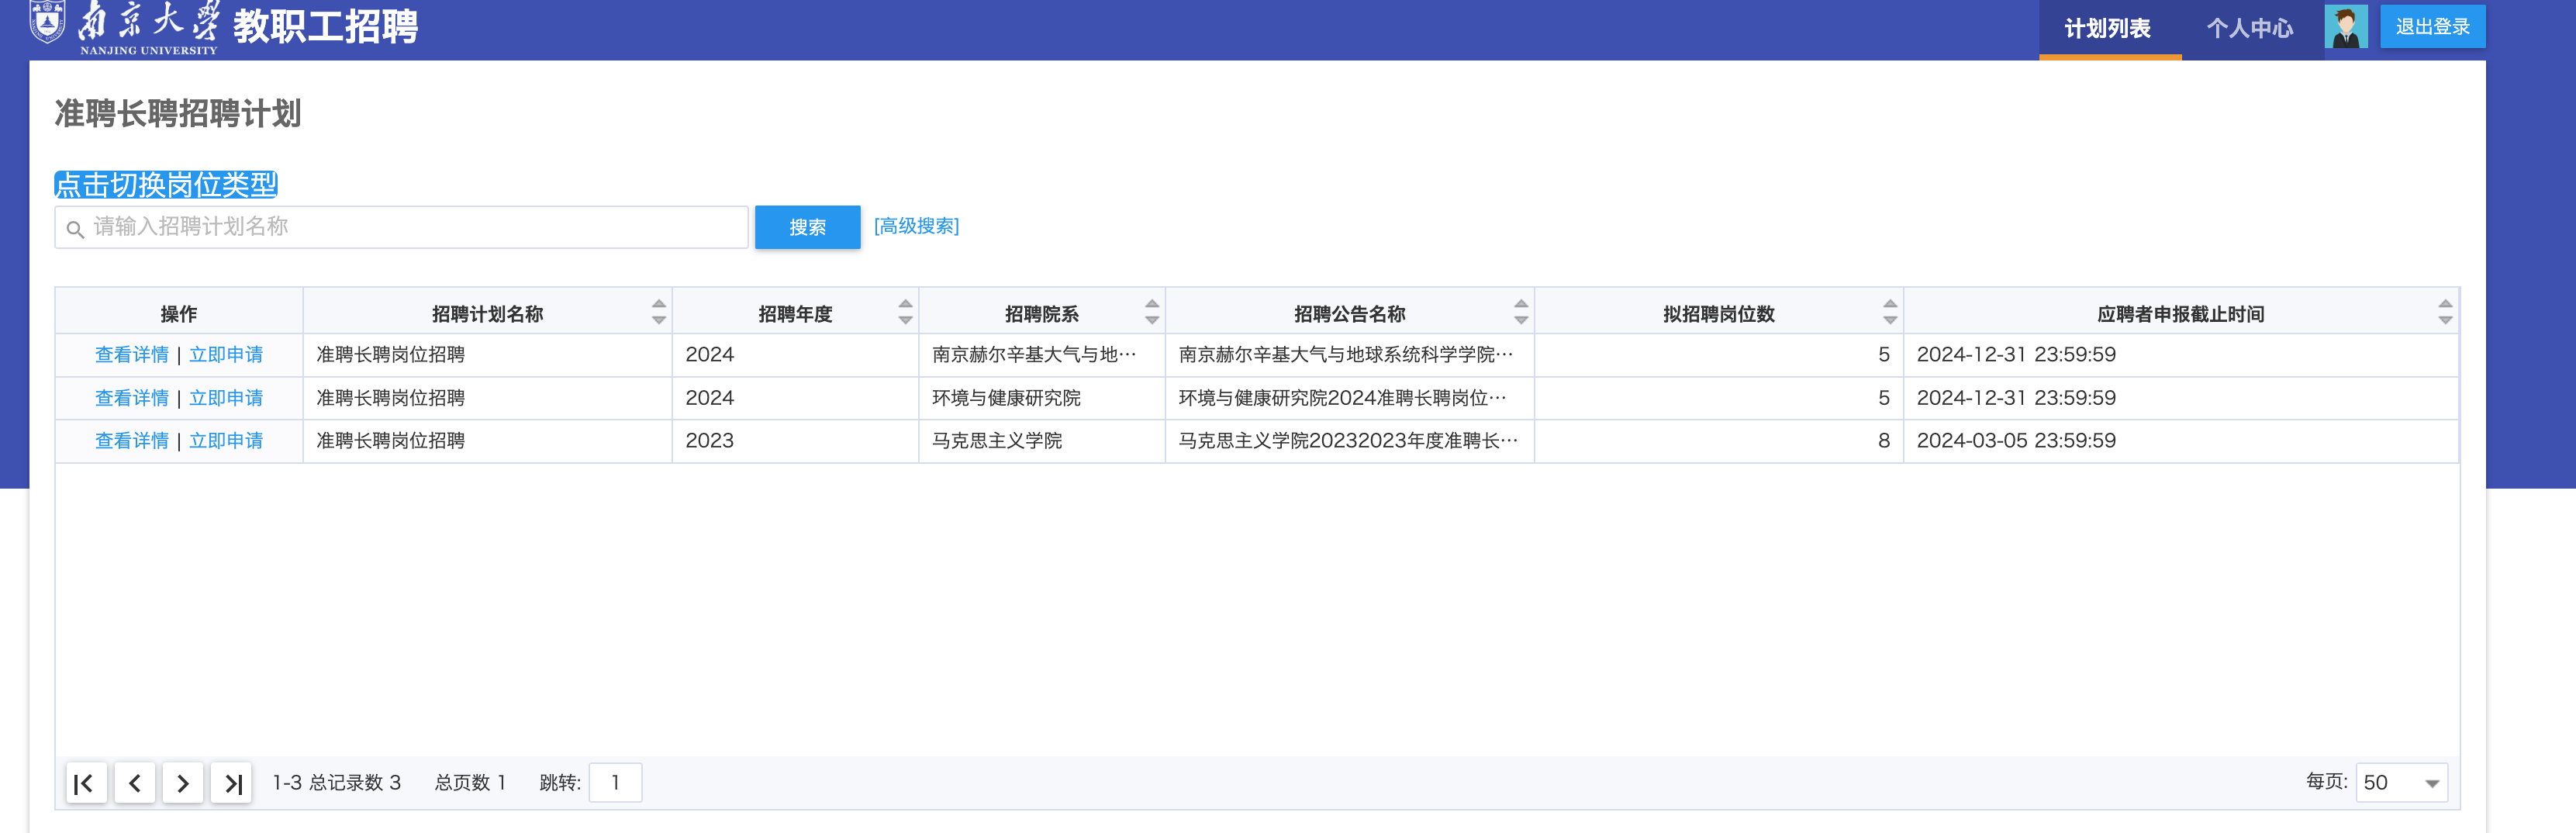 南京大学 教职工招聘 计划列表 个人中心 退出登录
NANJING UNIVERSITY
准聘长聘招聘计划
点击切换岗位类型
请输入招聘计划名称 搜索 [高级搜索]
操作 招聘计划名称 招聘年度 招聘院系 招聘公告名称 拟招聘岗位数 应聘者申报截止时间
查看详情 | 立即申请 准聘长聘岗位招聘 2024 南京赫尔辛基大气与地… 南京赫尔辛基大气与地球系统科学学院… 5 2024-12-31 23:59:59
查看详情 | 立即申请 准聘长聘岗位招聘 2024 环境与健康研究院 环境与健康研究院2024准聘长聘岗位… 5 2024-12-31 23:59:59
查看详情 | 立即申请 准聘长聘岗位招聘 2023 马克思主义学院 马克思主义学院20232023年度准聘长… 8 2024-03-05 23:59:59
1-3 总记录数 3 总页数 1 跳转: 1 每页: 50